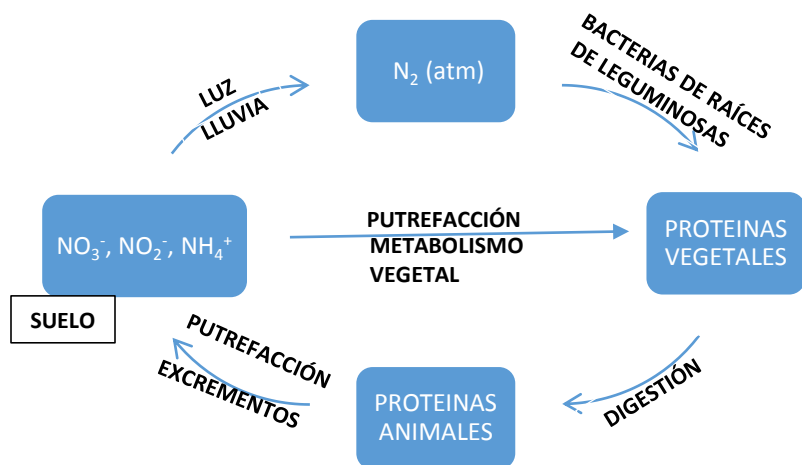 N₂ (atm)
LUZ
LLUVIA
BACTERIAS DE RAÍCES
DE LEGUMINOSAS
NO₃⁻, NO₂⁻, NH₄⁺
SUELO
PUTREFACCIÓN
METABOLISMO
VEGETAL
PROTEINAS
VEGETALES
PUTREFACCIÓN
EXCREMENTOS
PROTEINAS
ANIMALES
DIGESTIÓN